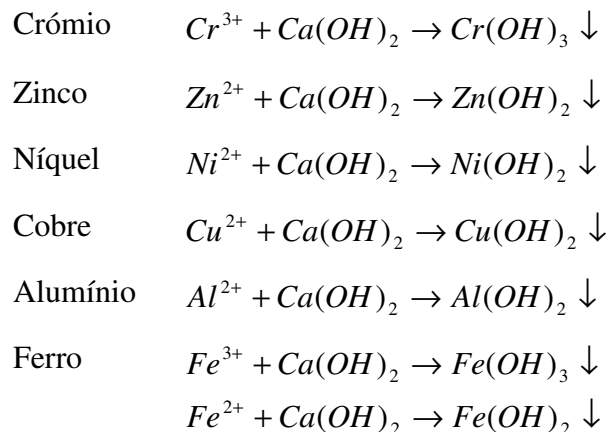 Crómio Cr³⁺ + Ca(OH)₂ → Cr(OH)₃ ↓
Zinco Zn²⁺ + Ca(OH)₂ → Zn(OH)₂ ↓
Níquel Ni²⁺ + Ca(OH)₂ → Ni(OH)₂ ↓
Cobre Cu²⁺ + Ca(OH)₂ → Cu(OH)₂ ↓
Alumínio Al²⁺ + Ca(OH)₂ → Al(OH)₂ ↓
Ferro Fe³⁺ + Ca(OH)₂ → Fe(OH)₃ ↓
Fe²⁺ + Ca(OH)₂ → Fe(OH)₂ ↓